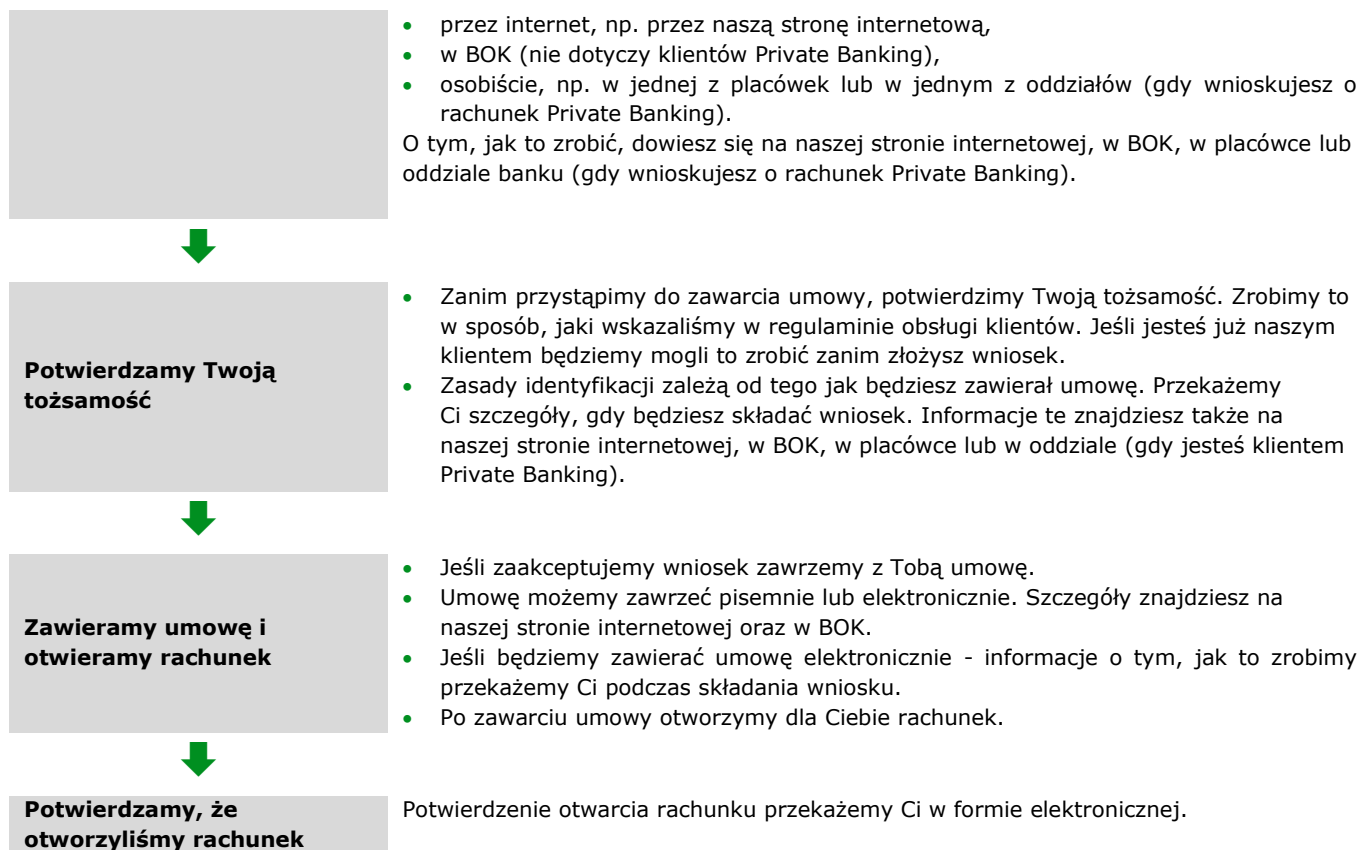 • przez internet, np. przez naszą stronę internetową,
• w BOK (nie dotyczy klientów Private Banking),
• osobiście, np. w jednej z placówek lub w jednym z oddziałów (gdy wnioskujesz o
rachunek Private Banking).
O tym, jak to zrobić, dowiesz się na naszej stronie internetowej, w BOK, w placówce lub
oddziale banku (gdy wnioskujesz o rachunek Private Banking).
Potwierdzamy Twoją
tożsamość
• Zanim przystąpimy do zawarcia umowy, potwierdzimy Twoją tożsamość. Zrobimy to
w sposób, jaki wskazaliśmy w regulaminie obsługi klientów. Jeśli jesteś już naszym
klientem będziemy mogli to zrobić zanim złożysz wniosek.
• Zasady identyfikacji zależą od tego jak będziesz zawierał umowę. Przekażemy
Ci szczegóły, gdy będziesz składać wniosek. Informacje te znajdziesz także na
naszej stronie internetowej, w BOK, w placówce lub w oddziale (gdy jesteś klientem
Private Banking).
Zawieramy umowę i
otwieramy rachunek
• Jeśli zaakceptujemy wniosek zawrzemy z Tobą umowę.
• Umowę możemy zawrzeć pisemnie lub elektronicznie. Szczegóły znajdziesz na
naszej stronie internetowej oraz w BOK.
• Jeśli będziemy zawierać umowę elektronicznie - informacje o tym, jak to zrobimy
przekażemy Ci podczas składania wniosku.
• Po zawarciu umowy otworzymy dla Ciebie rachunek.
Potwierdzamy, że
otworzyliśmy rachunek
Potwierdzenie otwarcia rachunku przekażemy Ci w formie elektronicznej.